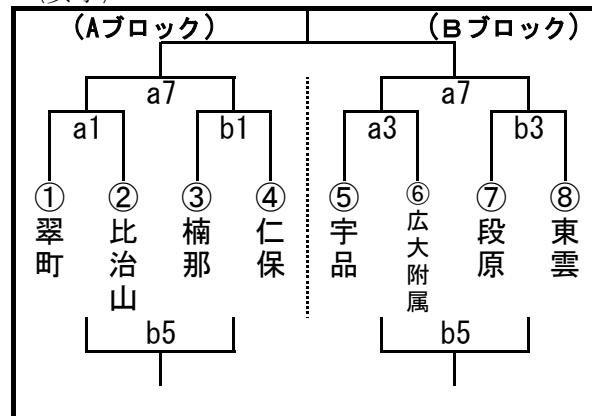 (Aブロック) (Bブロック)
a7 a7
a1 b1 a3 b3
①翠町 ②比治山 ③楠那 ④仁保 ⑤宇品 ⑥広大附属 ⑦段原 ⑧東雲
b5 b5